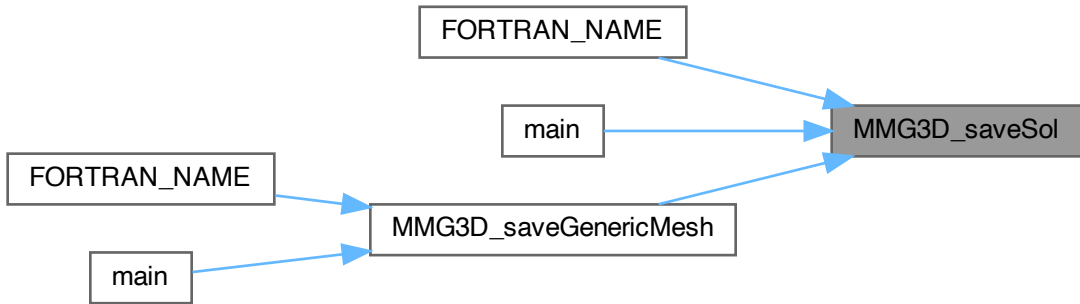 FORTRAN_NAME
main
MMG3D_saveSol
FORTRAN_NAME
MMG3D_saveGenericMesh
main